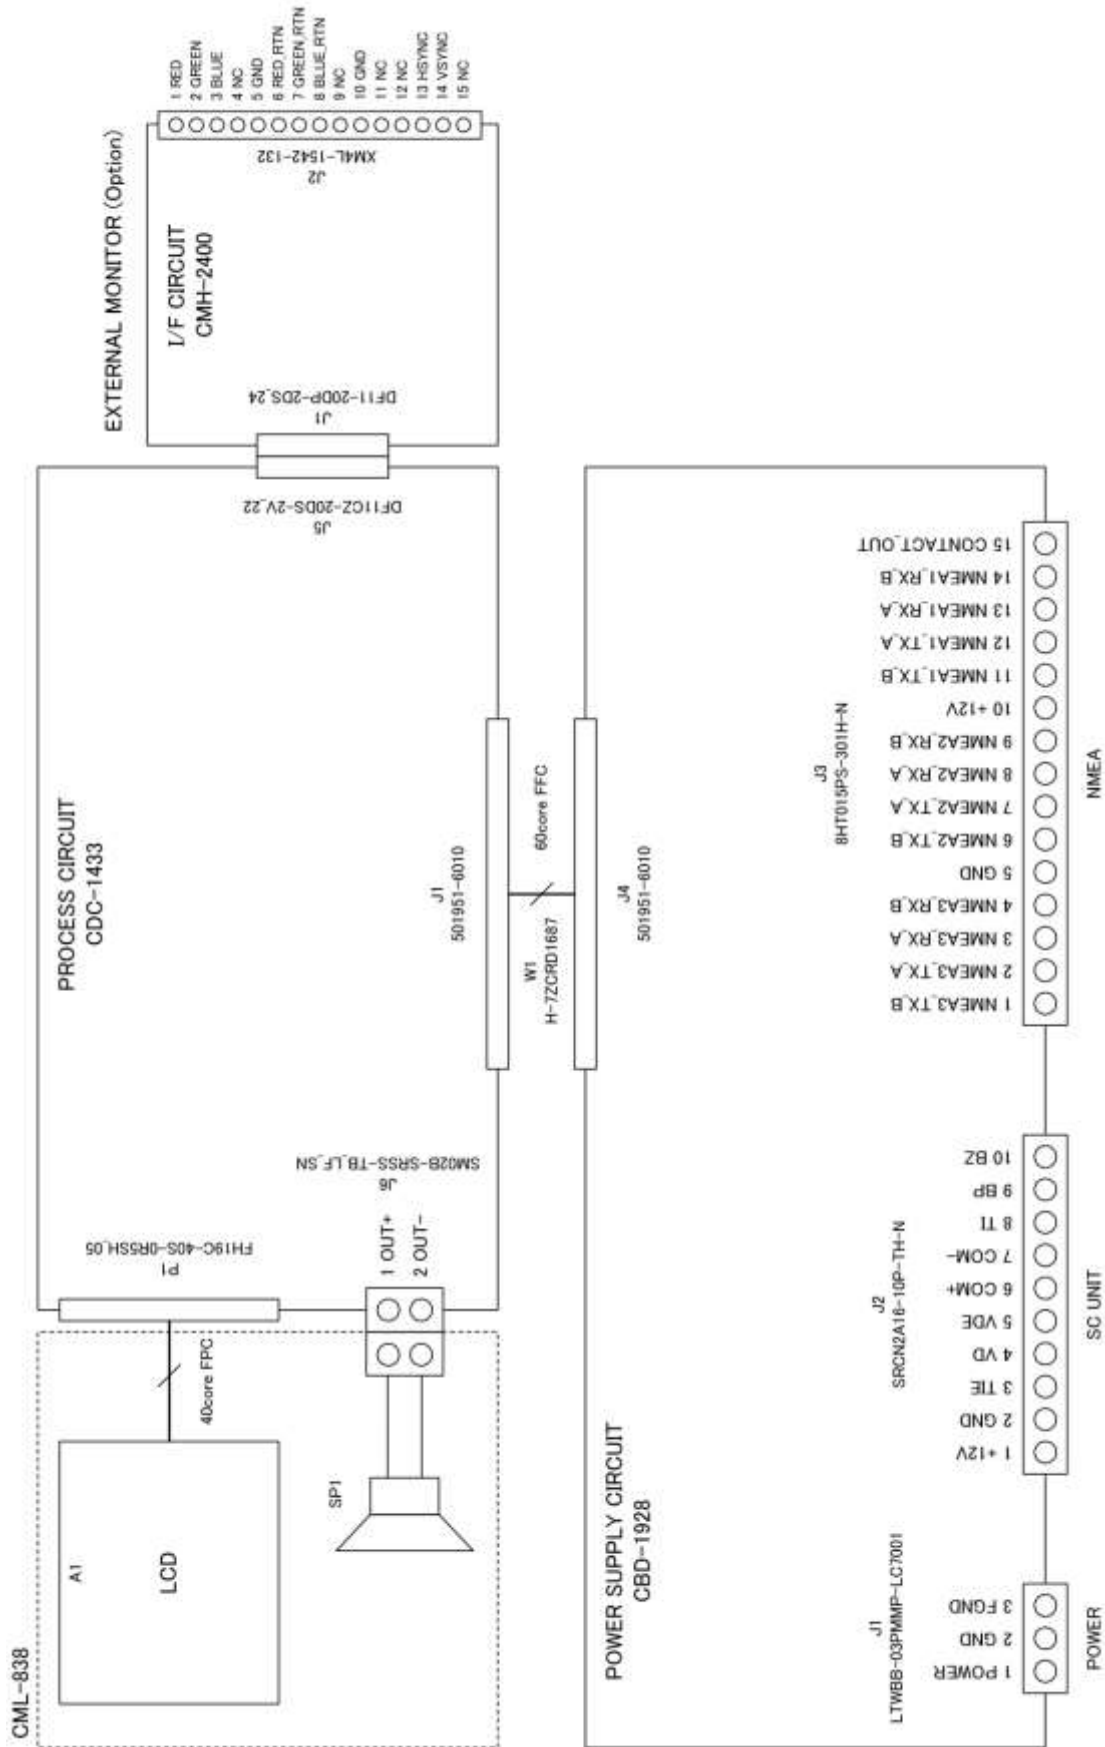 CML-838
A1
LCD
40core FPC
SP1
P1
FH19C-40S-0R5SH_05
J6
SM02B-SRSS-TB_LF_SN
1 OUT+
2 OUT-
PROCESS CIRCUIT
CDC-1433
J5
DF11CZ-20DS-2V_22
J1
501951-6010
EXTERNAL MONITOR (Option)
I/F CIRCUIT
CMH-2400
J1
DF11-20DP-2DS_24
J2
XM4L-1542-132
1 RED
2 GREEN
3 BLUE
4 NC
5 GND
6 RED_RTN
7 GREEN_RTN
8 BLUE_RTN
9 NC
10 GND
11 NC
12 NC
13 HSYNC
14 VSYNC
15 NC
W1
H-7ZCRD1687
60core FFC
J4
501951-6010
POWER SUPPLY CIRCUIT
CBD-1928
J1
LTWBB-03PMMP-LC7001
1 POWER
2 GND
3 FGND
POWER
J2
SRCN2A16-10P-TH-N
1 +12V
2 GND
3 TIE
4 VD
5 VDE
6 COM+
7 COM-
8 TI
9 BP
10 BZ
SC UNIT
J3
8HT015PS-301H-N
1 NMEA3_TX_B
2 NMEA3_TX_A
3 NMEA3_RX_A
4 NMEA3_RX_B
5 GND
6 NMEA2_TX_B
7 NMEA2_TX_A
8 NMEA2_RX_A
9 NMEA2_RX_B
10 +12V
11 NMEA1_TX_B
12 NMEA1_TX_A
13 NMEA1_RX_A
14 NMEA1_RX_B
15 CONTACT_OUT
NMEA